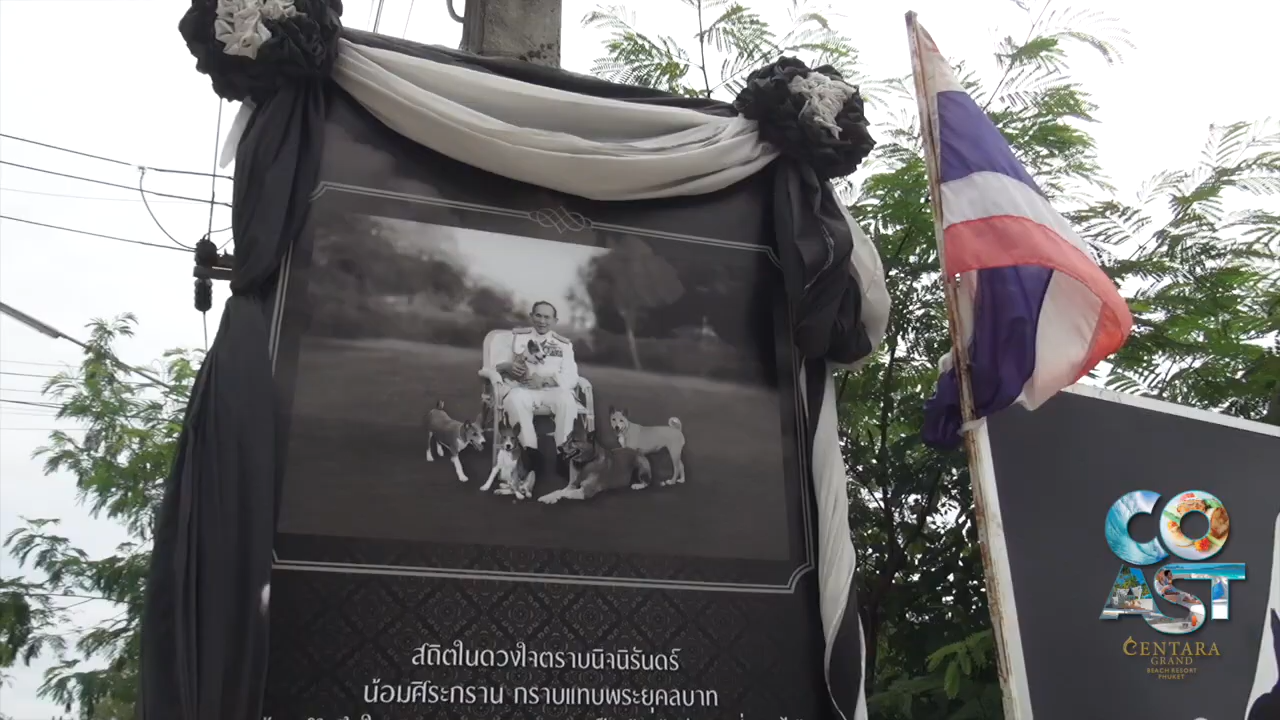 สถิตในดวงใจตราบนิจนิรันดร์
น้อมศิระกราน กราบแทบพระยุคลบาท
COAST
CENTARA
GRAND
BEACH RESORT
PHUKET